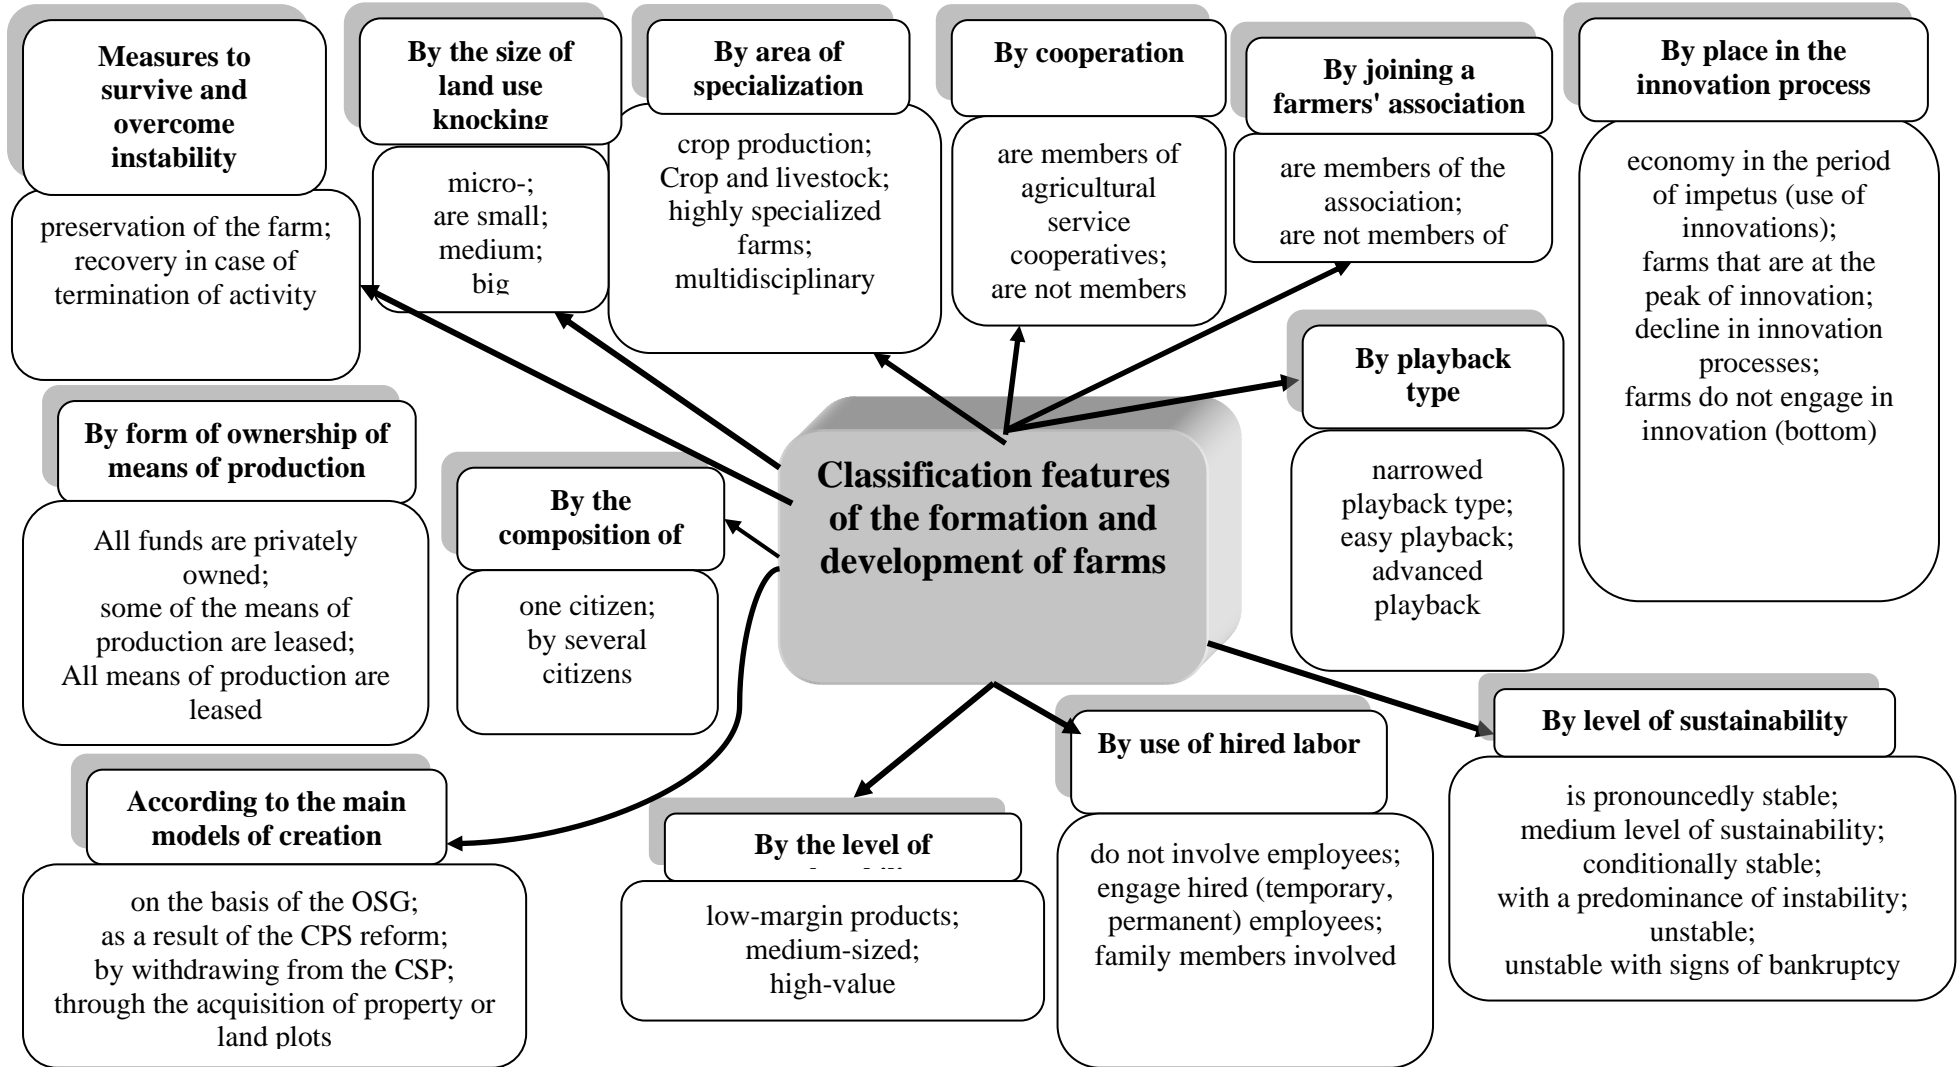 Measures to
survive and
overcome
instability
preservation of the farm;
recovery in case of
termination of activity
By the size of
land use
knocking
micro-;
are small;
medium;
big
By area of
specialization
crop production;
Crop and livestock;
highly specialized
farms;
multidisciplinary
By cooperation
are members of
agricultural
service
cooperatives;
are not members
By joining a
farmers' association
are members of the
association;
are not members of
By place in the
innovation process
economy in the period
of impetus (use of
innovations);
farms that are at the
peak of innovation;
decline in innovation
processes;
farms do not engage in
innovation (bottom)
By form of ownership of
means of production
All funds are privately
owned;
some of the means of
production are leased;
All means of production are
leased
By the
composition of
one citizen;
by several
citizens
Classification features
of the formation and
development of farms
By playback
type
narrowed
playback type;
easy playback;
advanced
playback
According to the main
models of creation
on the basis of the OSG;
as a result of the CPS reform;
by withdrawing from the CSP;
through the acquisition of property or
land plots
By the level of
low-margin products;
medium-sized;
high-value
By use of hired labor
do not involve employees;
engage hired (temporary,
permanent) employees;
family members involved
By level of sustainability
is pronouncedly stable;
medium level of sustainability;
conditionally stable;
with a predominance of instability;
unstable;
unstable with signs of bankruptcy